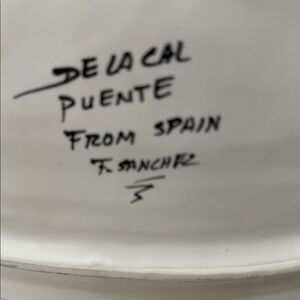 DE LA CAL
PUENTE
FROM SPAIN
F. SANCHEZ